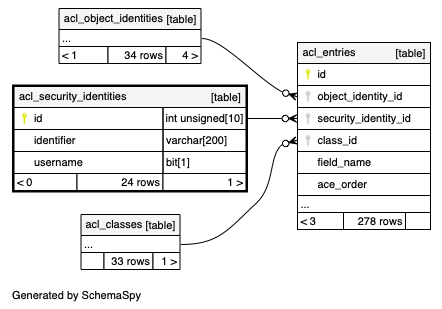 acl_object_identities [table]
...
< 1 34 rows 4 >
acl_entries [table]
id
object_identity_id
security_identity_id
class_id
field_name
ace_order
...
< 3 278 rows
acl_security_identities [table]
id int unsigned[10]
identifier varchar[200]
username bit[1]
< 0 24 rows 1 >
acl_classes [table]
...
33 rows 1 >
Generated by SchemaSpy